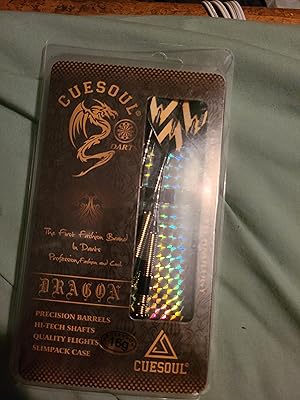 CUESOUL
DART
The First Fashion Brand
In Darts
Profession, Fashion and Cool
DRAGON
PRECISION BARRELS
HI-TECH SHAFTS
QUALITY FLIGHTS
SLIMPACK CASE
16g
CUESOUL